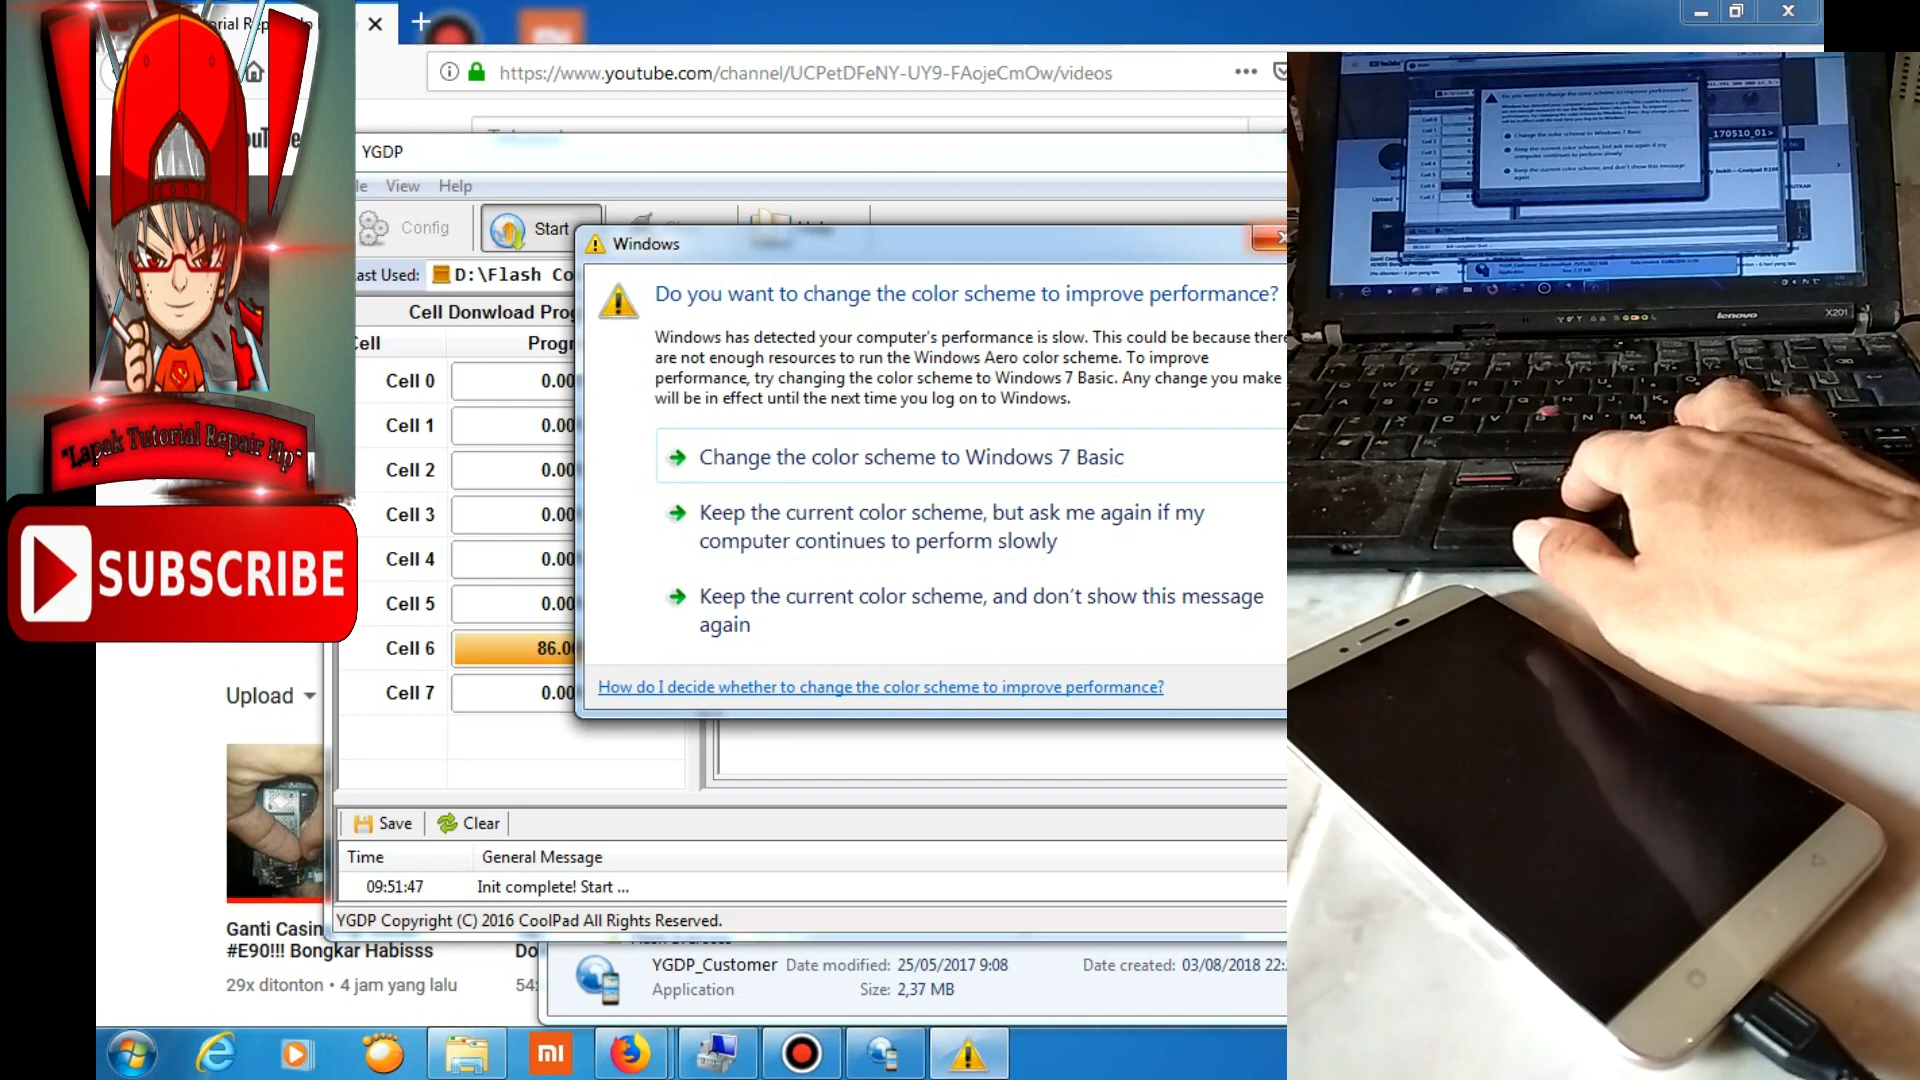 https://www.youtube.com/channel/UCPetDFeNY-UY9-FAojeCmOw/videos
YGDP
View Help
Config
Start
Last Used: D:\Flash Co
Cell Donwload Prog
Cell Progr
Cell 0 0.00
Cell 1 0.00
Cell 2 0.00
Cell 3 0.00
Cell 4 0.00
Cell 5 0.00
Cell 6 86.0
Cell 7 0.00
Windows
Do you want to change the color scheme to improve performance?
Windows has detected your computer's performance is slow. This could be because there
are not enough resources to run the Windows Aero color scheme. To improve
performance, try changing the color scheme to Windows 7 Basic. Any change you make
will be in effect until the next time you log on to Windows.
Change the color scheme to Windows 7 Basic
Keep the current color scheme, but ask me again if my
computer continues to perform slowly
Keep the current color scheme, and don't show this message
again
How do I decide whether to change the color scheme to improve performance?
Save Clear
Time General Message
09:51:47 Init complete! Start ...
YGDP Copyright (C) 2016 CoolPad All Rights Reserved.
YGDP_Customer Date modified: 25/05/2017 9:08 Date created: 03/08/2018 22:
Application Size: 2,37 MB
"Lapak Tutorial Repair Hp"
SUBSCRIBE
Upload
Ganti Casin
#E90!!! Bongkar Habisss
29x ditonton • 4 jam yang lalu
Do
54
mi
_170510_01>
lenovo
X201